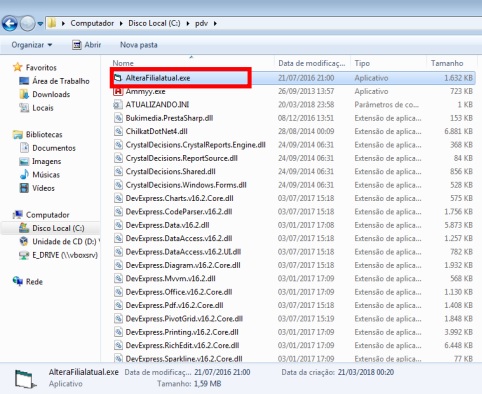 Computador ▸ Disco Local (C:) ▸ pdv ▸
Organizar Abrir Nova pasta
Favoritos
Área de Trabalho
Downloads
Locais
Bibliotecas
Documentos
Imagens
Músicas
Vídeos
Computador
Disco Local (C:)
Unidade de CD (D:) V
E_DRIVE (\\vboxsrv)
Rede
Nome Data de modificaç... Tipo Tamanho
AlteraFilialatual.exe 21/07/2016 21:00 Aplicativo 1.632 KB
Ammyy.exe 26/09/2013 13:57 Aplicativo 723 KB
ATUALIZANDO.INI 20/03/2018 23:58 Parâmetros de co... 1 KB
Bukimedia.PrestaSharp.dll 08/12/2016 13:51 Extensão de aplica... 153 KB
ChilkatDotNet4.dll 28/08/2014 00:09 Extensão de aplica... 6.881 KB
CrystalDecisions.CrystalReports.Engine.dll 24/09/2014 06:31 Extensão de aplica... 368 KB
CrystalDecisions.ReportSource.dll 24/09/2014 06:31 Extensão de aplica... 84 KB
CrystalDecisions.Shared.dll 24/09/2014 06:31 Extensão de aplica... 856 KB
CrystalDecisions.Windows.Forms.dll 24/09/2014 06:31 Extensão de aplica... 528 KB
DevExpress.Charts.v16.2.Core.dll 03/07/2017 15:18 Extensão de aplica... 575 KB
DevExpress.CodeParser.v16.2.dll 03/07/2017 15:18 Extensão de aplica... 1.756 KB
DevExpress.Data.v16.2.dll 03/01/2017 17:08 Extensão de aplica... 5.873 KB
DevExpress.DataAccess.v16.2.dll 03/07/2017 15:18 Extensão de aplica... 1.257 KB
DevExpress.DataAccess.v16.2.UI.dll 03/07/2017 15:18 Extensão de aplica... 782 KB
DevExpress.Diagram.v16.2.Core.dll 03/07/2017 15:18 Extensão de aplica... 1.932 KB
DevExpress.Mvvm.v16.2.dll 03/01/2017 17:09 Extensão de aplica... 568 KB
DevExpress.Office.v16.2.Core.dll 03/01/2017 17:09 Extensão de aplica... 1.130 KB
DevExpress.Pdf.v16.2.Core.dll 03/07/2017 15:18 Extensão de aplica... 1.408 KB
DevExpress.PivotGrid.v16.2.Core.dll 03/07/2017 15:19 Extensão de aplica... 1.848 KB
DevExpress.Printing.v16.2.Core.dll 03/01/2017 17:09 Extensão de aplica... 3.992 KB
DevExpress.RichEdit.v16.2.Core.dll 03/01/2017 17:09 Extensão de aplica... 6.448 KB
DevExpress.Sparkline.v16.2.Core.dll 03/01/2017 17:09 Extensão de aplica... 77 KB
AlteraFilialatual.exe Data de modificaç... 21/07/2016 21:00 Data da criação: 21/03/2018 00:20
Aplicativo Tamanho: 1,59 MB